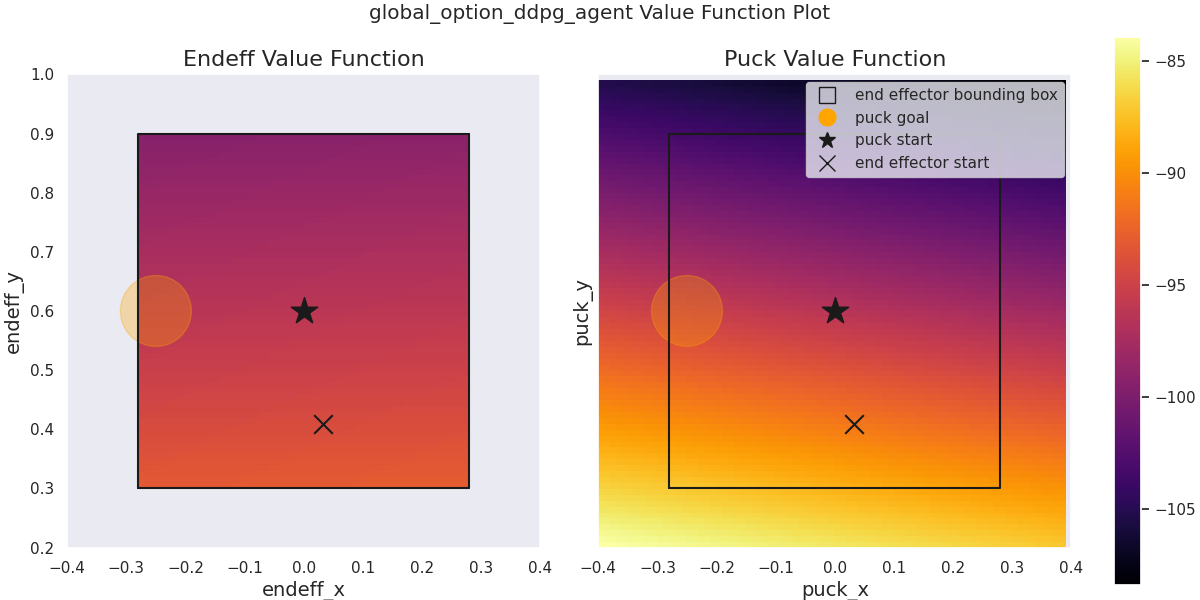 global_option_ddpg_agent Value Function Plot
Endeff Value Function
1.0
0.9
0.8
0.7
0.6
0.5
0.4
0.3
0.2
endeff_y
−0.4 −0.3 −0.2 −0.1 0.0 0.1 0.2 0.3 0.4
endeff_x
Puck Value Function
end effector bounding box
puck goal
puck start
end effector start
puck_y
−0.4 −0.3 −0.2 −0.1 0.0 0.1 0.2 0.3 0.4
puck_x
−85
−90
−95
−100
−105